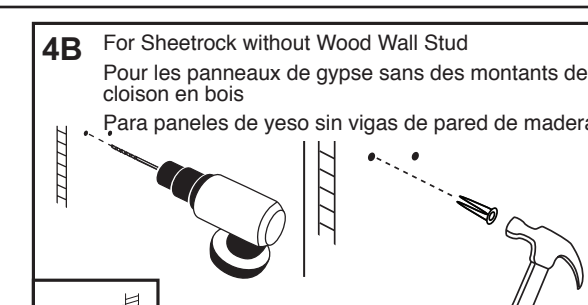 4B For Sheetrock without Wood Wall Stud
Pour les panneaux de gypse sans des montants de
cloison en bois
Para paneles de yeso sin vigas de pared de madera